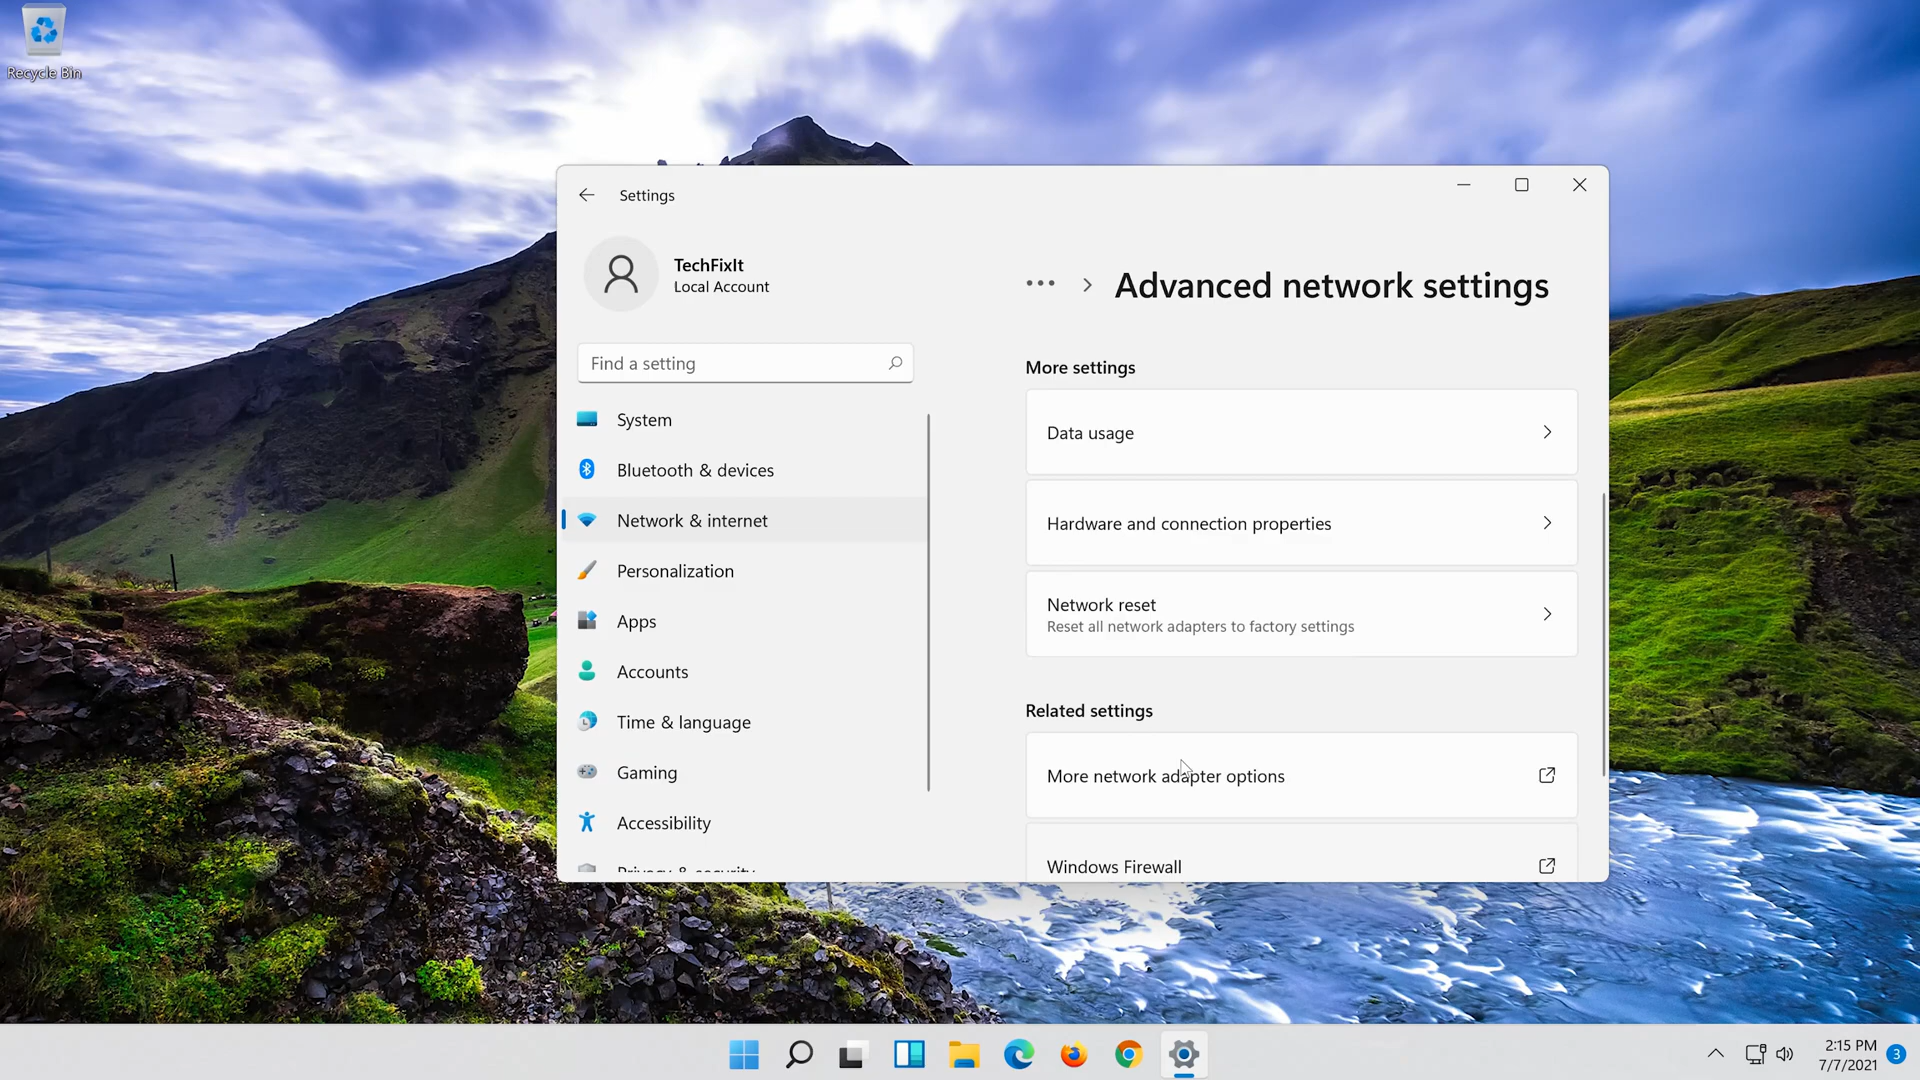 Recycle Bin
Settings
TechFixIt
Local Account
Find a setting
System
Bluetooth & devices
Network & internet
Personalization
Apps
Accounts
Time & language
Gaming
Accessibility
Privacy & security
Advanced network settings
More settings
Data usage
Hardware and connection properties
Network reset
Reset all network adapters to factory settings
Related settings
More network adapter options
Windows Firewall
2:15 PM
7/7/2021
3